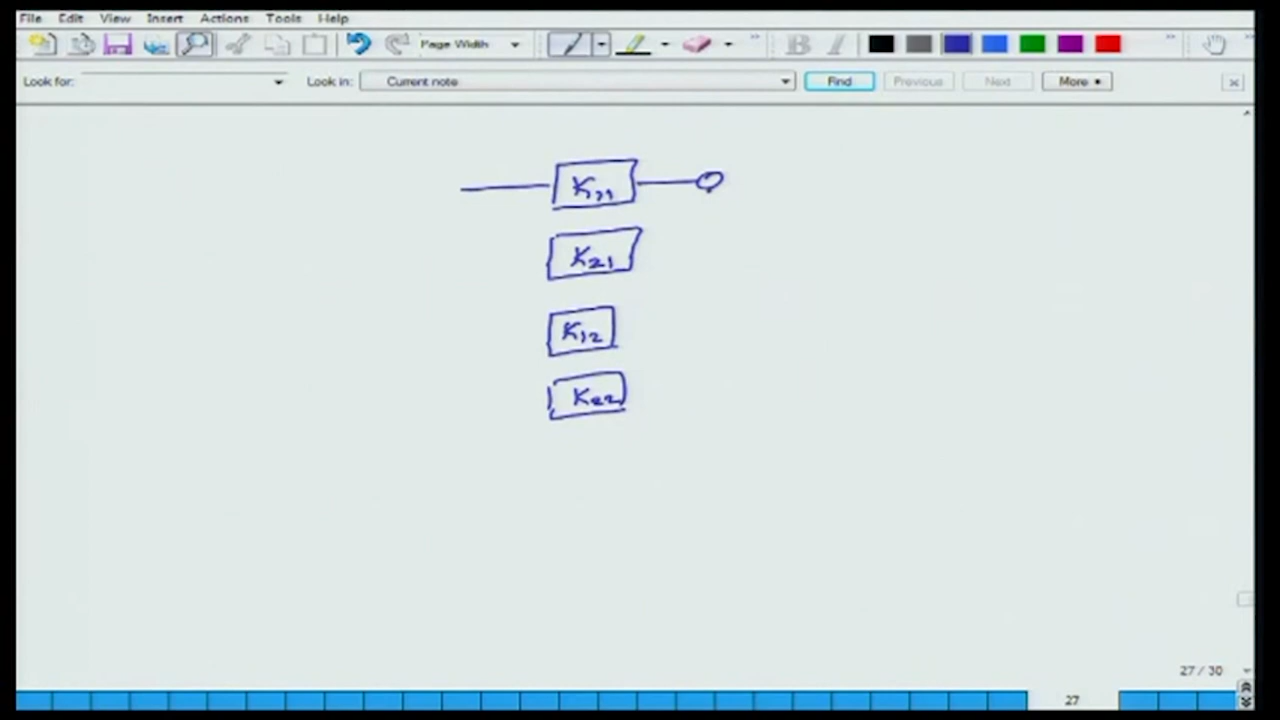 File Edit View Insert Actions Tools Help
Page Width
Look for: Look in: Current note Find Previous Next More
K11
K21
K12
K22
27 / 30
27